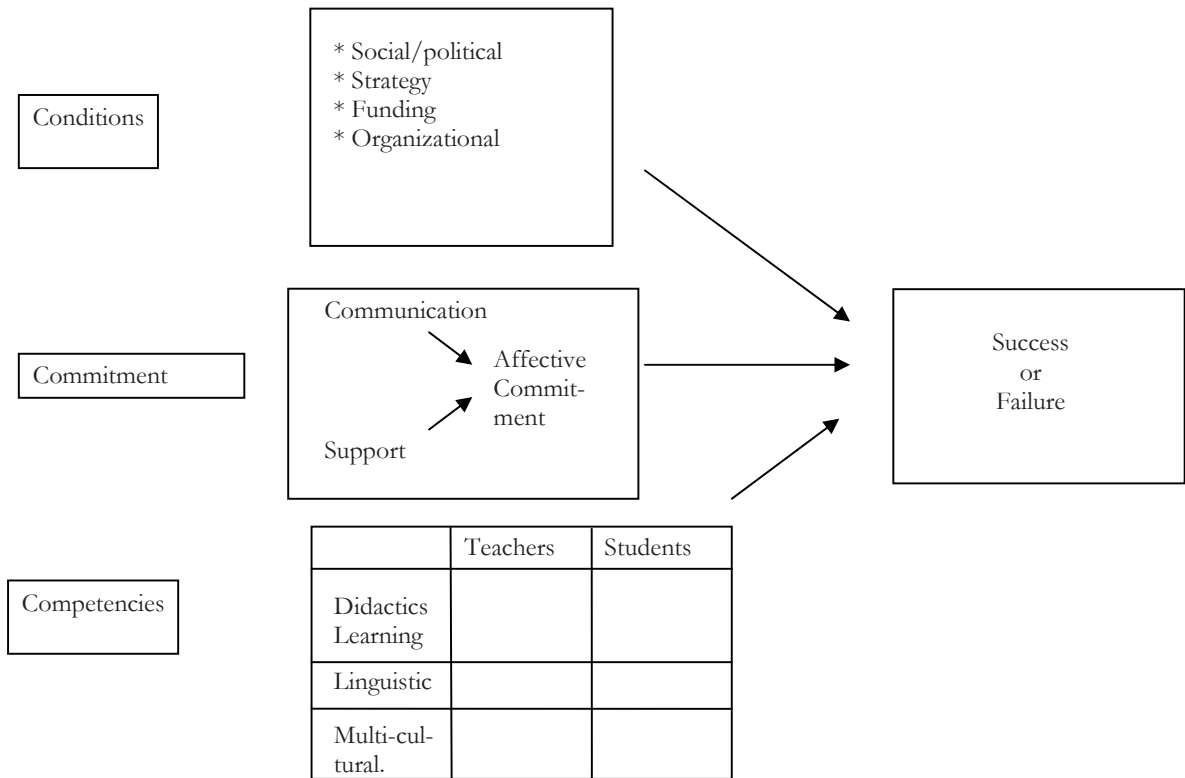 Conditions
* Social/political
* Strategy
* Funding
* Organizational
Commitment
Communication
Affective
Commit-
ment
Support
Success
or
Failure
Competencies
Teachers Students
Didactics
Learning
Linguistic
Multi-cul-
tural.